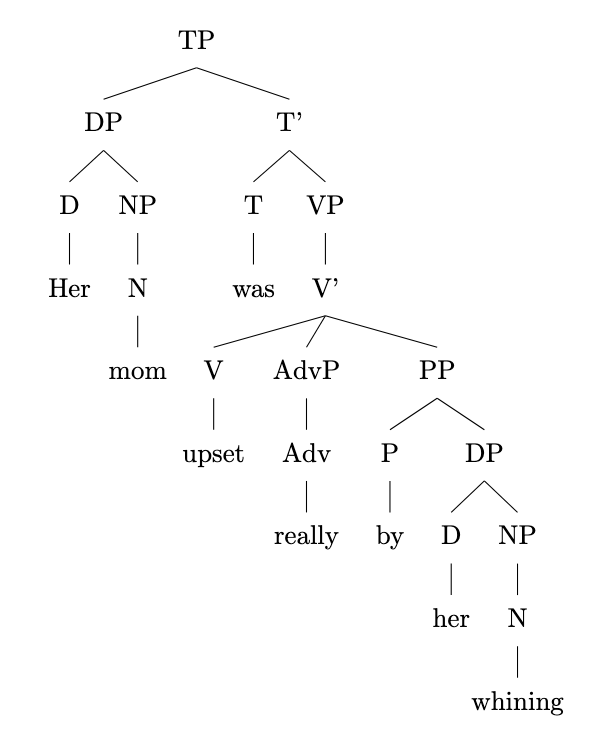 TP
DP T'
D NP T VP
Her N was V'
mom V AdvP PP
upset Adv P DP
really by D NP
her N
whining